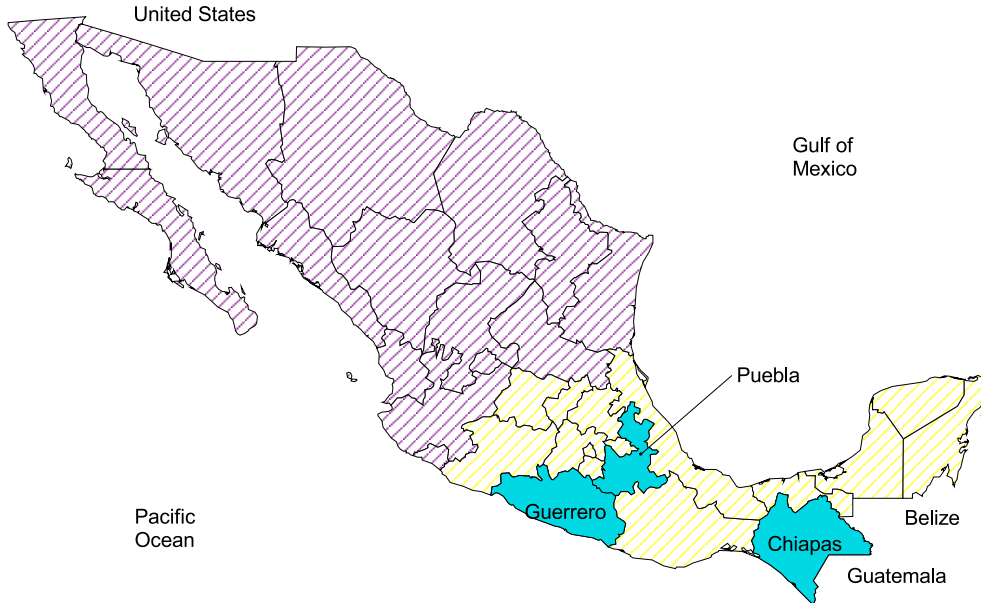 United States
Gulf of
Mexico
Puebla
Guerrero
Pacific
Ocean
Belize
Chiapas
Guatemala